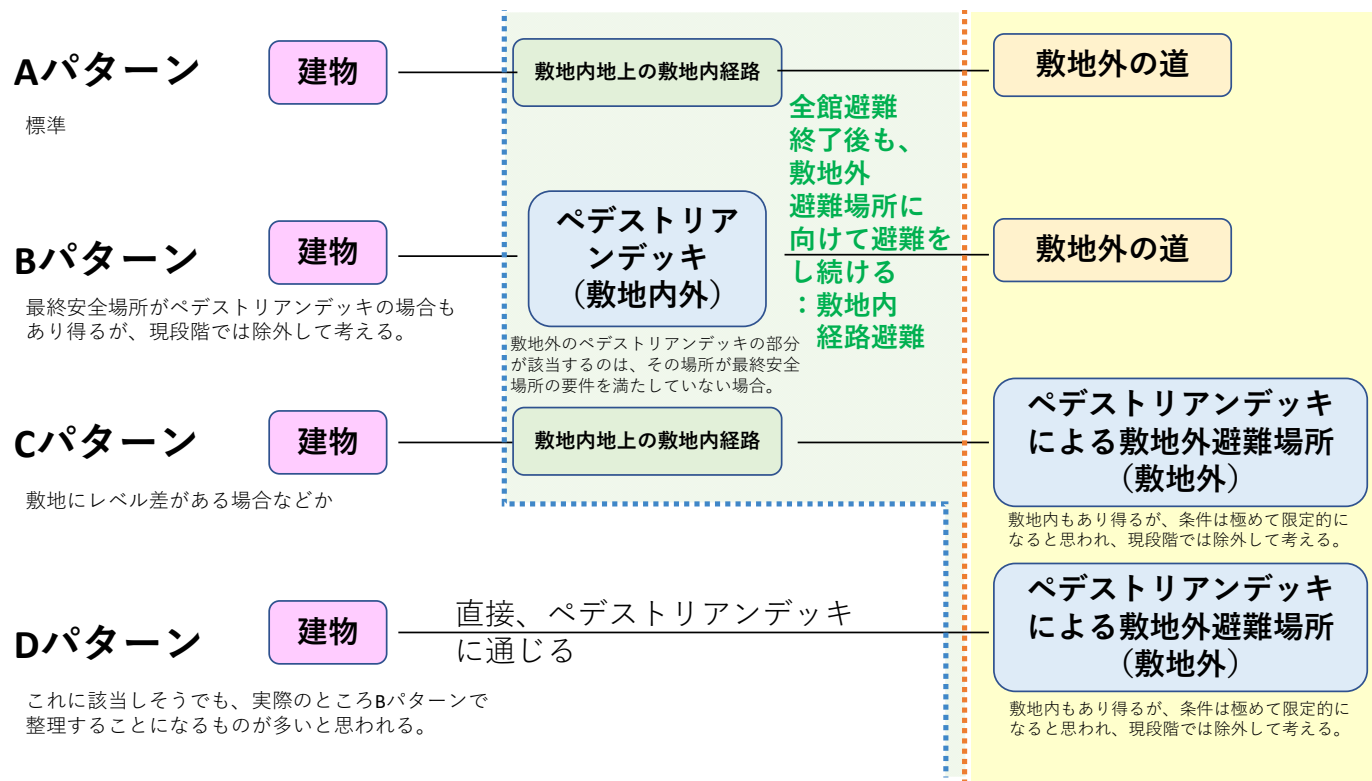 Aパターン
建物
敷地内地上の敷地内経路
敷地外の道
標準
全館避難
終了後も、
敷地外
避難場所に
向けて避難を
し続ける
：敷地内
経路避難
Bパターン
建物
ペデストリア
ンデッキ
（敷地内外）
敷地外の道
最終安全場所がペデストリアンデッキの場合も
あり得るが、現段階では除外して考える。
敷地外のペデストリアンデッキの部分
が該当するのは、その場所が最終安全
場所の要件を満たしていない場合。
Cパターン
建物
敷地内地上の敷地内経路
ペデストリアンデッキ
による敷地外避難場所
（敷地外）
敷地にレベル差がある場合などか
敷地内もあり得るが、条件は極めて限定的に
なると思われ、現段階では除外して考える。
Dパターン
建物
直接、ペデストリアンデッキ
に通じる
ペデストリアンデッキ
による敷地外避難場所
（敷地外）
これに該当しそうでも、実際のところBパターンで
整理することになるものが多いと思われる。
敷地内もあり得るが、条件は極めて限定的に
なると思われ、現段階では除外して考える。